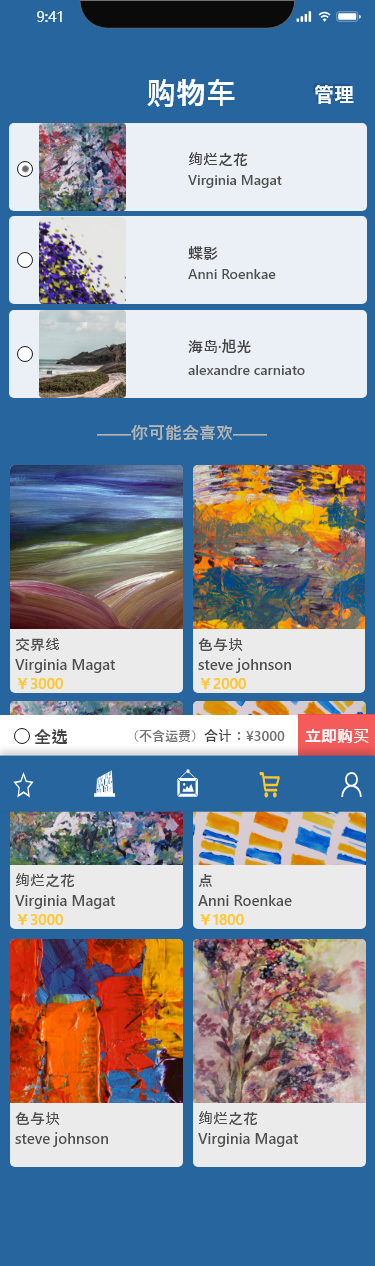 9:41
购物车
管理
绚烂之花
Virginia Magat
蝶影
Anni Roenkae
海岛·旭光
alexandre carniato
——你可能会喜欢——
交界线
Virginia Magat
￥3000
色与块
steve johnson
￥2000
全选
（不含运费）合计：¥3000
立即购买
绚烂之花
Virginia Magat
￥3000
点
Anni Roenkae
￥1800
色与块
steve johnson
绚烂之花
Virginia Magat